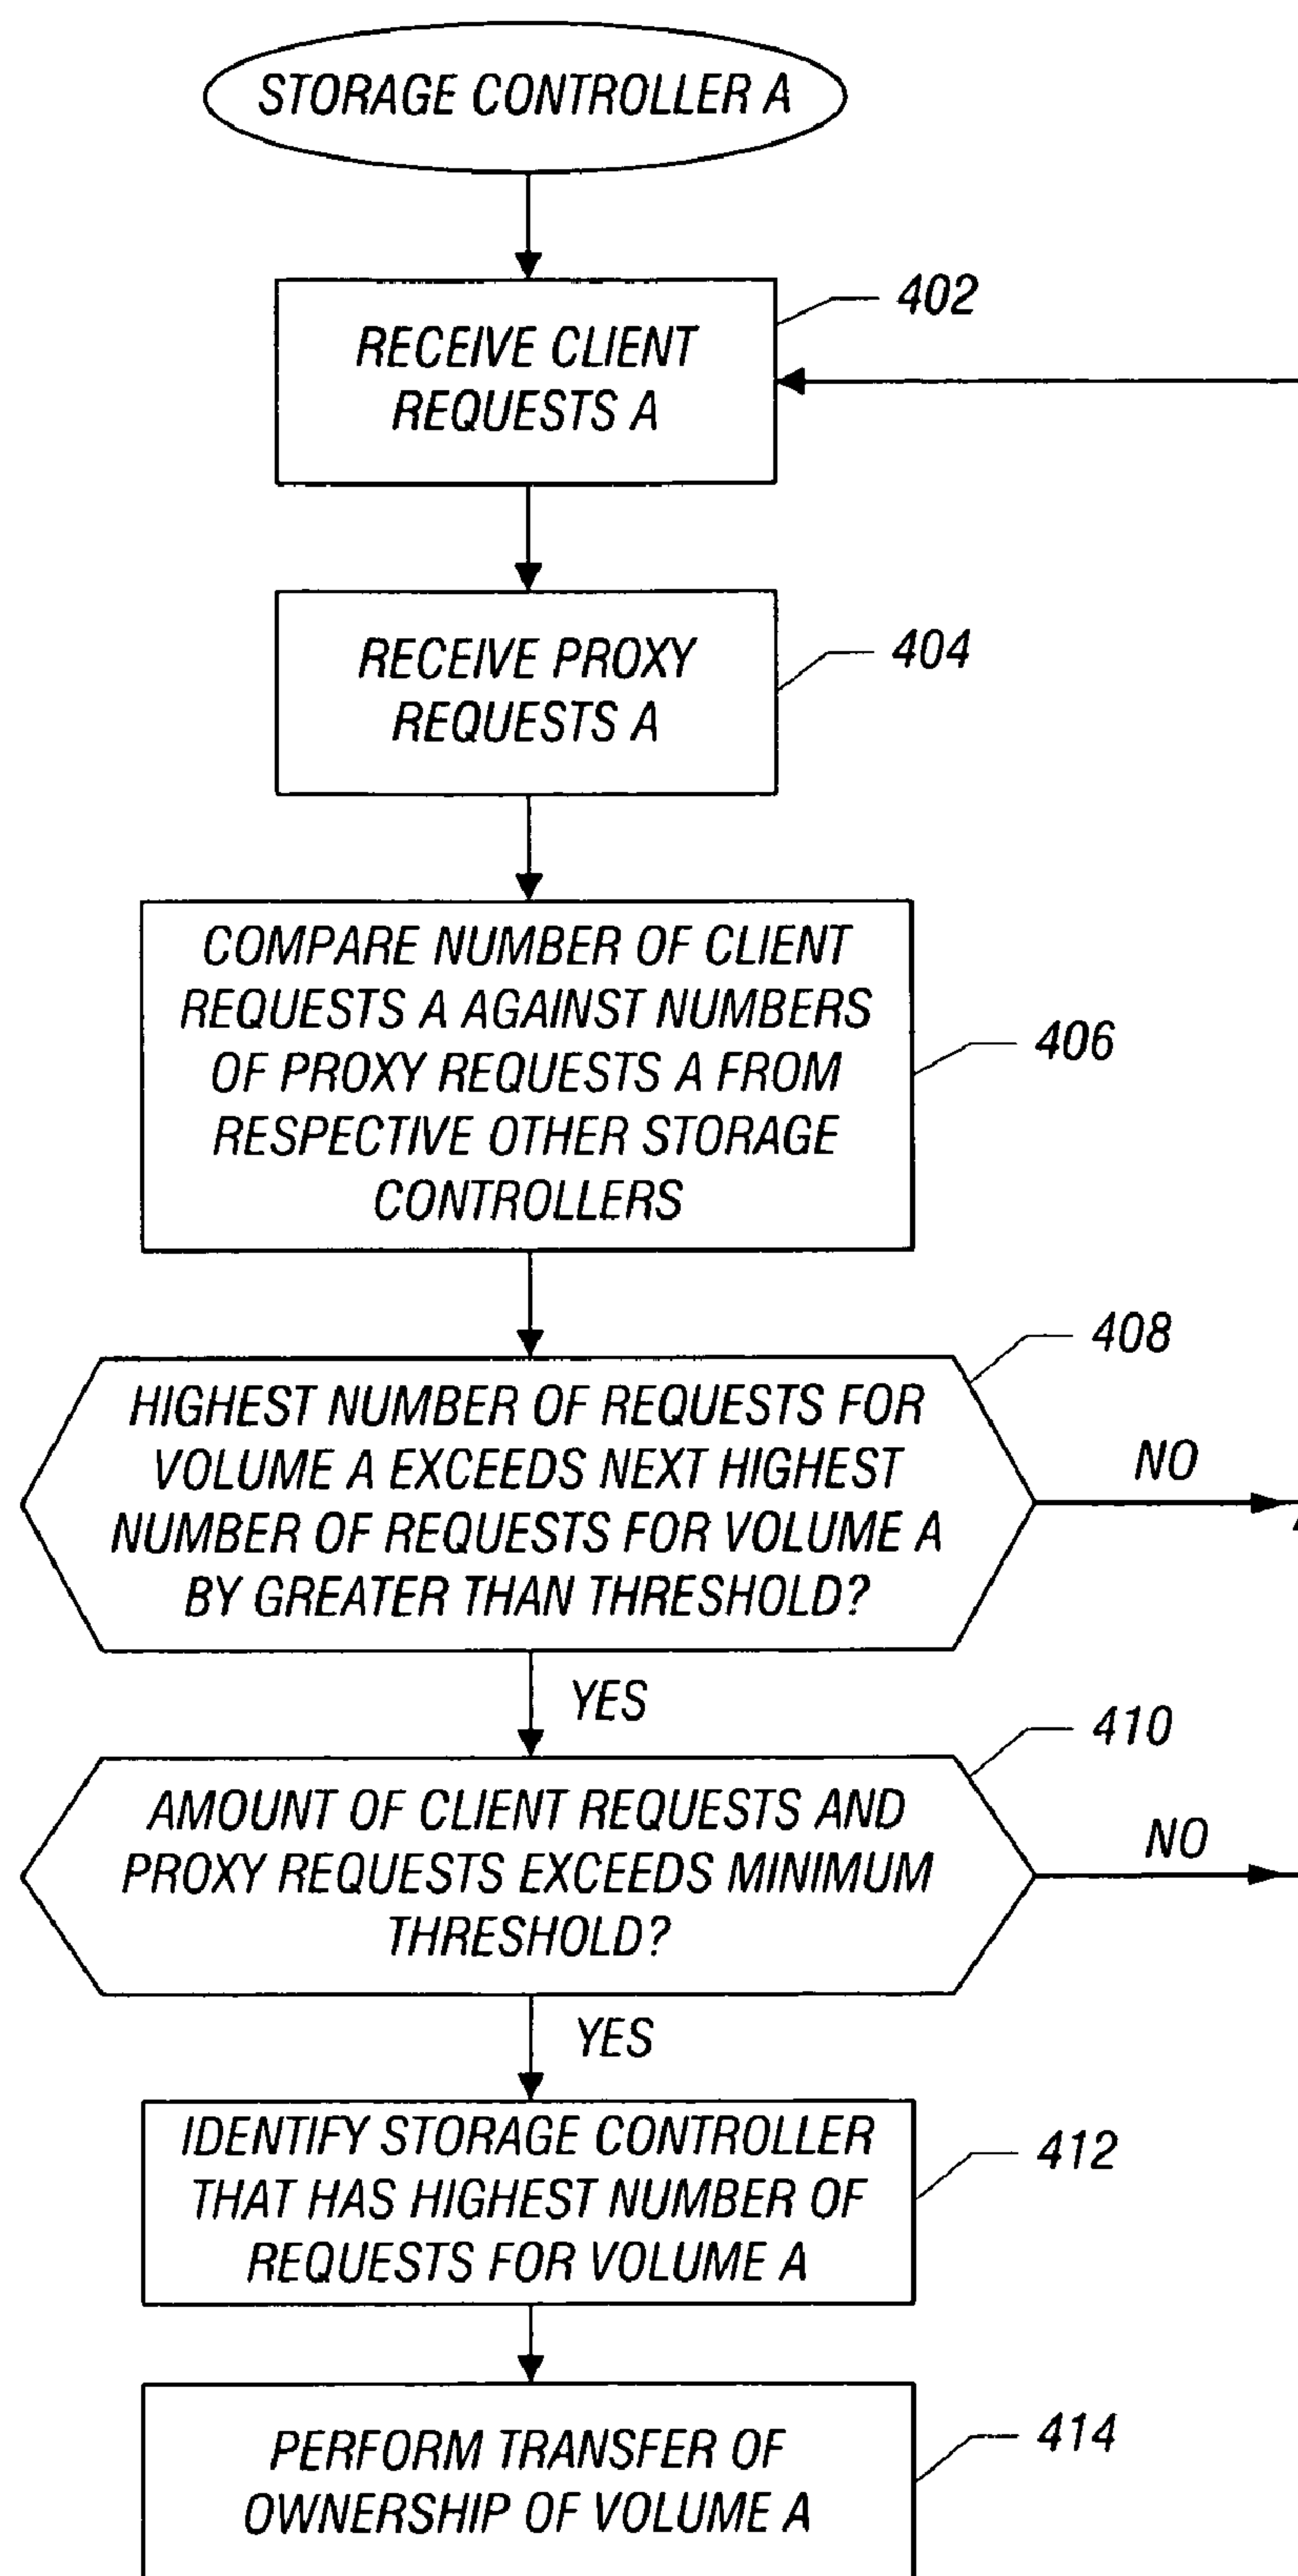 STORAGE CONTROLLER A
402
RECEIVE CLIENT
REQUESTS A
404
RECEIVE PROXY
REQUESTS A
COMPARE NUMBER OF CLIENT
REQUESTS A AGAINST NUMBERS
OF PROXY REQUESTS A FROM
RESPECTIVE OTHER STORAGE
CONTROLLERS
406
408
HIGHEST NUMBER OF REQUESTS FOR
VOLUME A EXCEEDS NEXT HIGHEST
NUMBER OF REQUESTS FOR VOLUME A
BY GREATER THAN THRESHOLD?
NO
YES
410
AMOUNT OF CLIENT REQUESTS AND
PROXY REQUESTS EXCEEDS MINIMUM
THRESHOLD?
NO
YES
IDENTIFY STORAGE CONTROLLER
THAT HAS HIGHEST NUMBER OF
REQUESTS FOR VOLUME A
412
PERFORM TRANSFER OF
OWNERSHIP OF VOLUME A
414